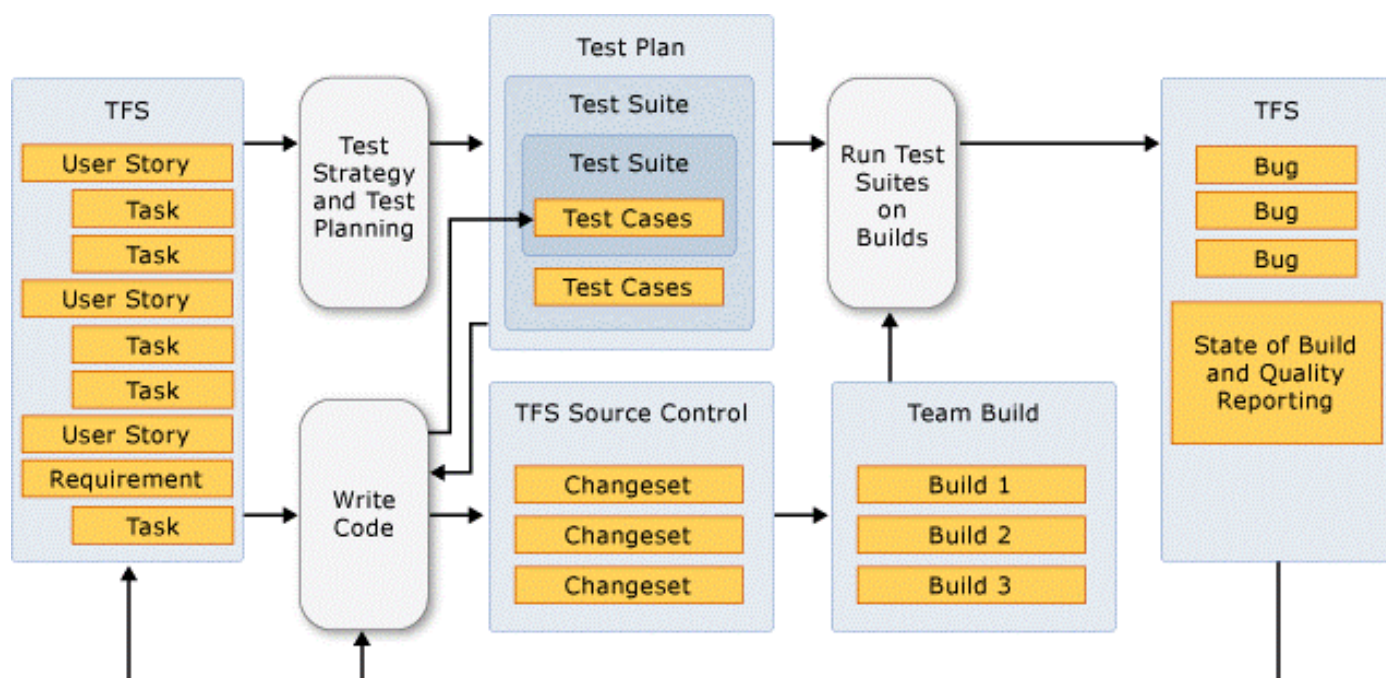 TFS
User Story
Task
Task
User Story
Task
Task
User Story
Requirement
Task
Test
Strategy
and Test
Planning
Write
Code
Test Plan
Test Suite
Test Suite
Test Cases
Test Cases
TFS Source Control
Changeset
Changeset
Changeset
Run Test
Suites
on
Builds
Team Build
Build 1
Build 2
Build 3
TFS
Bug
Bug
Bug
State of Build
and Quality
Reporting